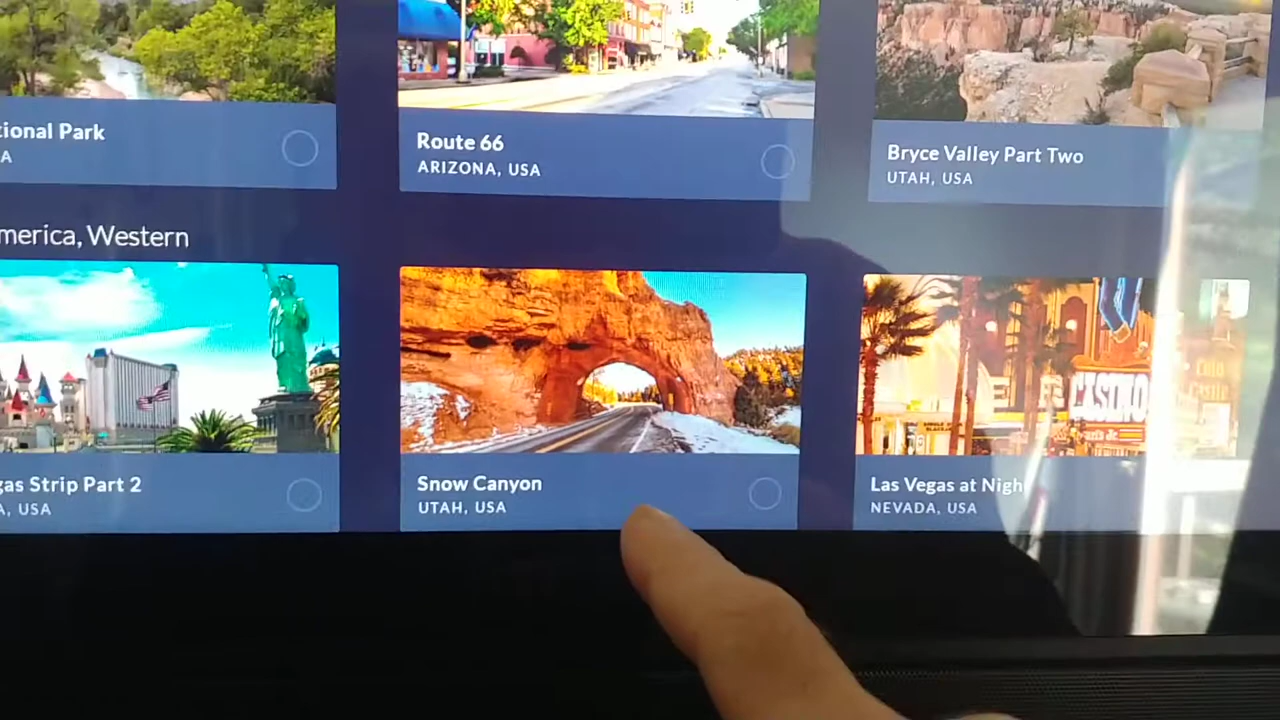 tional Park
A
Route 66
ARIZONA, USA
Bryce Valley Part Two
UTAH, USA
merica, Western
CASINO
gas Strip Part 2
A, USA
Snow Canyon
UTAH, USA
Las Vegas at Nigh
NEVADA, USA